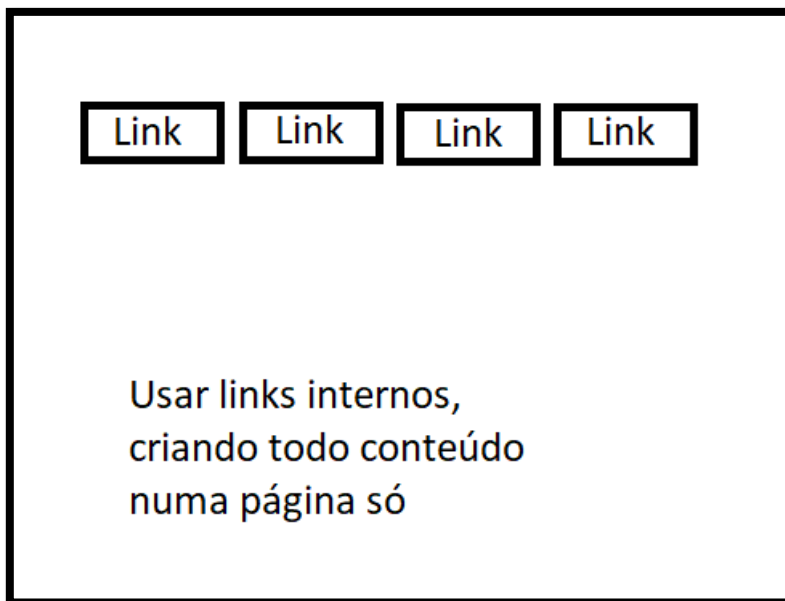 Link Link Link Link
Usar links internos,
criando todo conteúdo
numa página só